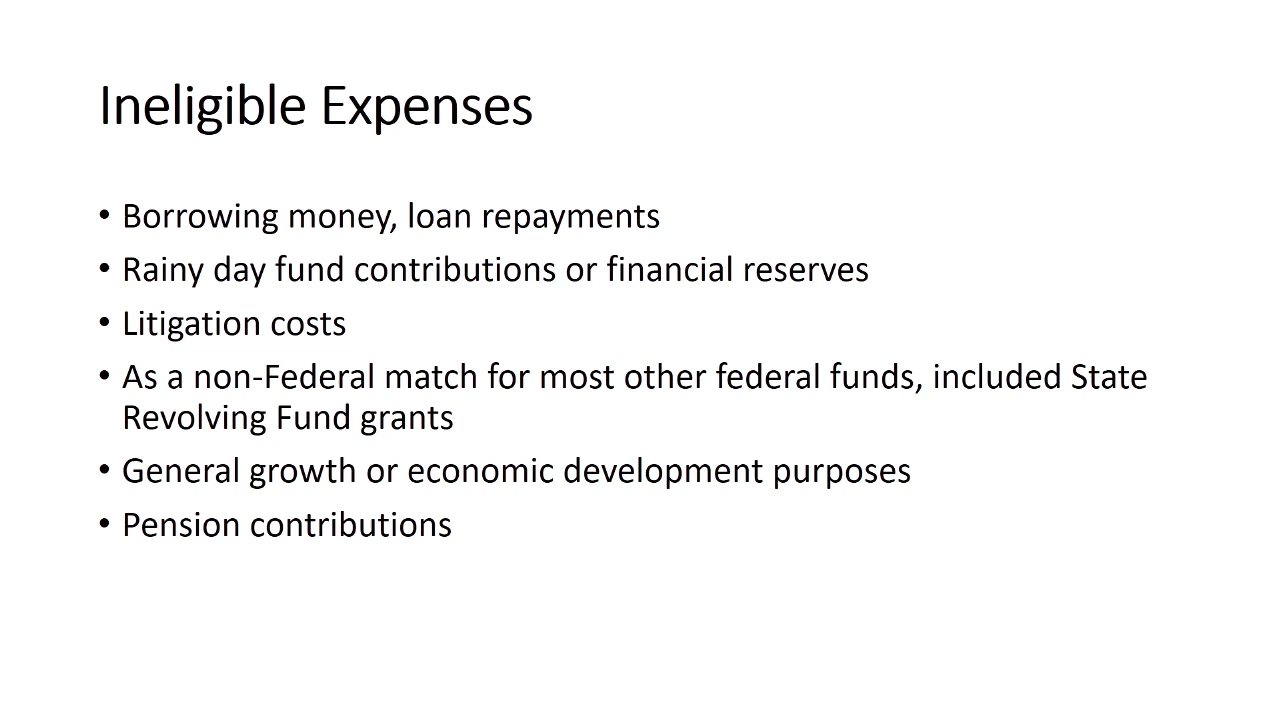 Ineligible Expenses
• Borrowing money, loan repayments
• Rainy day fund contributions or financial reserves
• Litigation costs
• As a non-Federal match for most other federal funds, included State
Revolving Fund grants
• General growth or economic development purposes
• Pension contributions